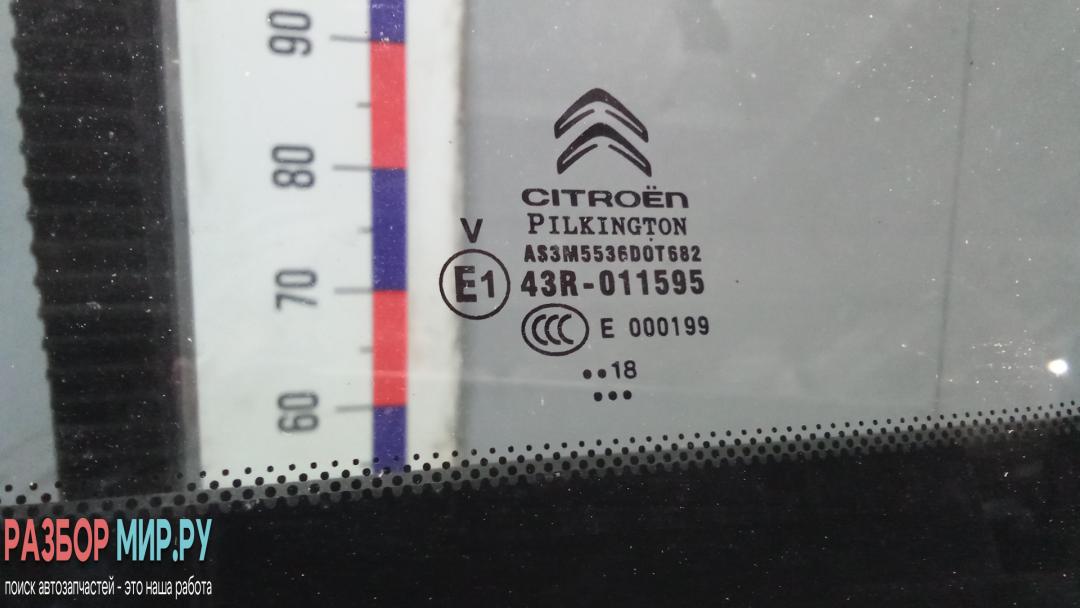 90
80
70
60
CITROËN
PILKINGTON
V
AS3M5536DOT682
E1 43R-011595
CCC E 000199
..18
...
РАЗБОР МИР.РУ
поиск автозапчастей - это наша работа